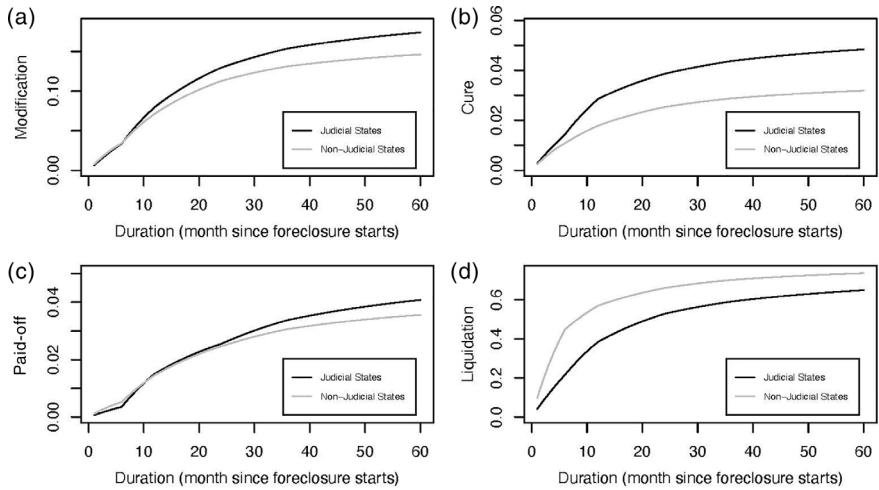 (a)
Modification
0.00
0.10
0 10 20 30 40 50 60
Duration (month since foreclosure starts)
Judicial States
Non-Judicial States
(b)
Cure
0.00
0.02
0.04
0.06
0 10 20 30 40 50 60
Duration (month since foreclosure starts)
Judicial States
Non-Judicial States
(c)
Paid-off
0.00
0.02
0.04
0 10 20 30 40 50 60
Duration (month since foreclosure starts)
Judicial States
Non-Judicial States
(d)
Liquidation
0.0
0.2
0.4
0.6
0 10 20 30 40 50 60
Duration (month since foreclosure starts)
Judicial States
Non-Judicial States